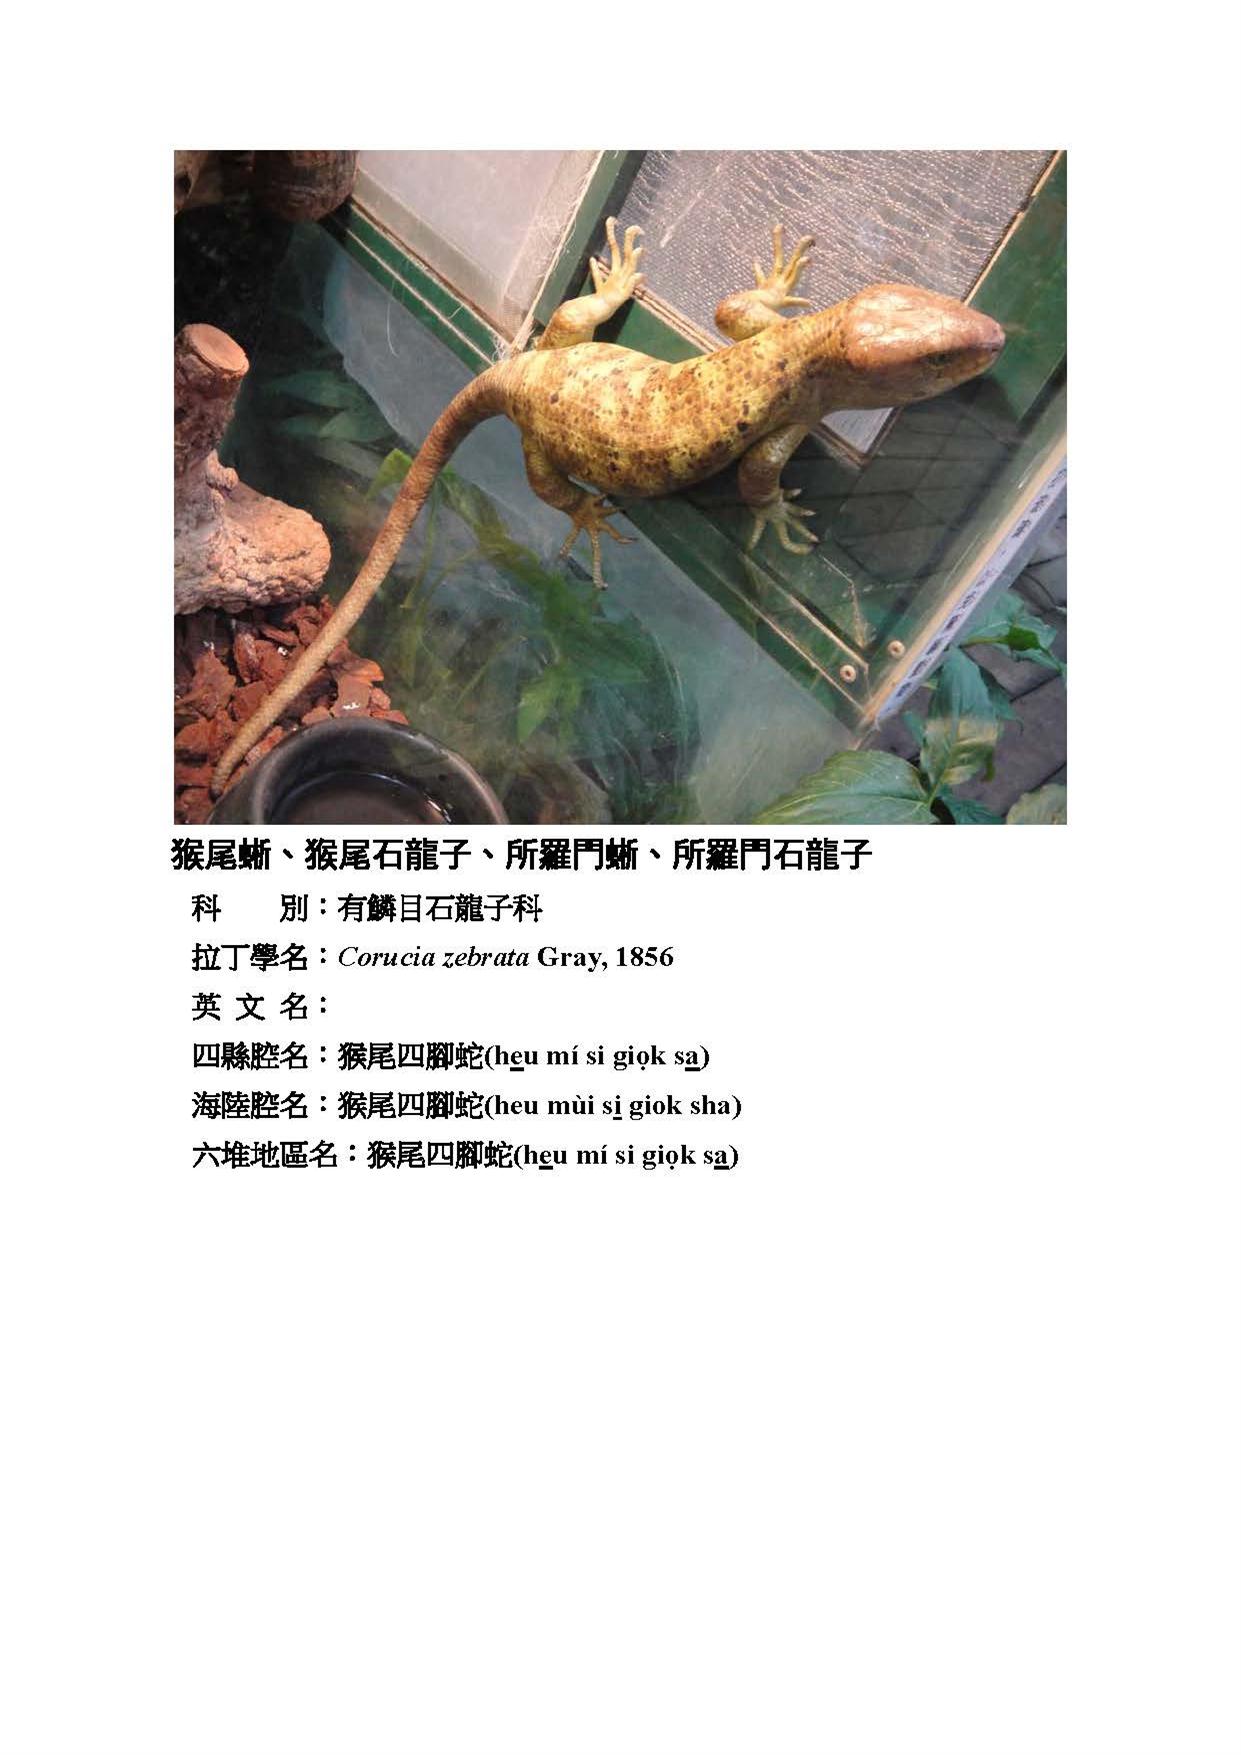 猴尾蜥、猴尾石龍子、所羅門蜥、所羅門石龍子
科　　別：有鱗目石龍子科
拉丁學名：Corucia zebrata Gray, 1856
英 文 名：
四縣腔名：猴尾四腳蛇(he̲u mí si giọk sa̲)
海陸腔名：猴尾四腳蛇(heu mùi si̲ giok sha)
六堆地區名：猴尾四腳蛇(he̲u mí si giọk sa̲)